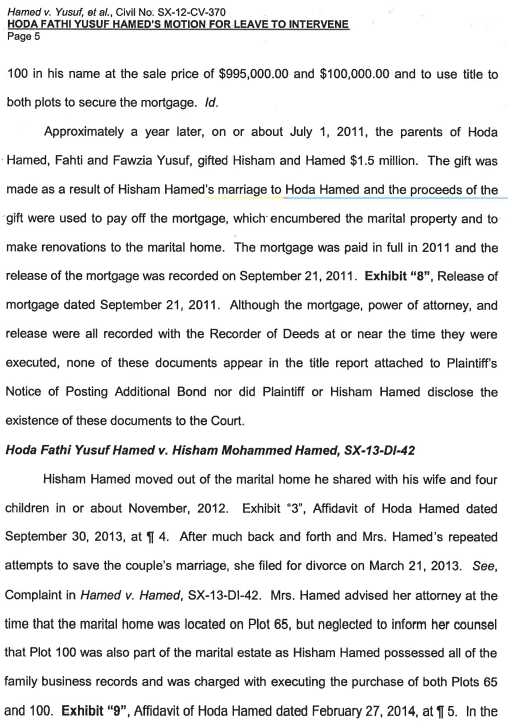 Hamed v. Yusuf, et al., Civil No. SX-12-CV-370
HODA FATHI YUSUF HAMED'S MOTION FOR LEAVE TO INTERVENE
Page 5
100 in his name at the sale price of $995,000.00 and $100,000.00 and to use title to
both plots to secure the mortgage. Id.
Approximately a year later, on or about July 1, 2011, the parents of Hoda
Hamed, Fahti and Fawzia Yusuf, gifted Hisham and Hamed $1.5 million. The gift was
made as a result of Hisham Hamed's marriage to Hoda Hamed and the proceeds of the
gift were used to pay off the mortgage, which encumbered the marital property and to
make renovations to the marital home. The mortgage was paid in full in 2011 and the
release of the mortgage was recorded on September 21, 2011. Exhibit "8", Release of
mortgage dated September 21, 2011. Although the mortgage, power of attorney, and
release were all recorded with the Recorder of Deeds at or near the time they were
executed, none of these documents appear in the title report attached to Plaintiff's
Notice of Posting Additional Bond nor did Plaintiff or Hisham Hamed disclose the
existence of these documents to the Court.
Hoda Fathi Yusuf Hamed v. Hisham Mohammed Hamed, SX-13-DI-42
Hisham Hamed moved out of the marital home he shared with his wife and four
children in or about November, 2012. Exhibit "3", Affidavit of Hoda Hamed dated
September 30, 2013, at ¶ 4. After much back and forth and Mrs. Hamed's repeated
attempts to save the couple's marriage, she filed for divorce on March 21, 2013. See,
Complaint in Hamed v. Hamed, SX-13-DI-42. Mrs. Hamed advised her attorney at the
time that the marital home was located on Plot 65, but neglected to inform her counsel
that Plot 100 was also part of the marital estate as Hisham Hamed possessed all of the
family business records and was charged with executing the purchase of both Plots 65
and 100. Exhibit "9", Affidavit of Hoda Hamed dated February 27, 2014, at ¶ 5. In the